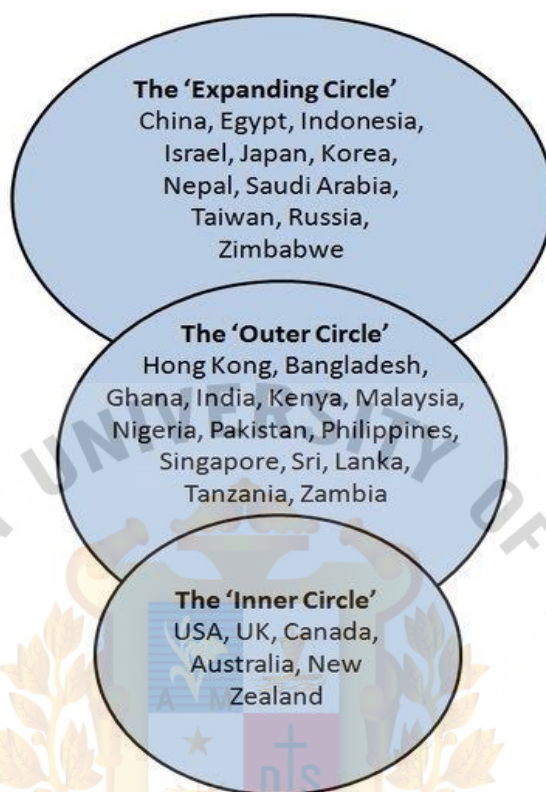 The 'Expanding Circle'
China, Egypt, Indonesia,
Israel, Japan, Korea,
Nepal, Saudi Arabia,
Taiwan, Russia,
Zimbabwe
The 'Outer Circle'
Hong Kong, Bangladesh,
Ghana, India, Kenya, Malaysia,
Nigeria, Pakistan, Philippines,
Singapore, Sri, Lanka,
Tanzania, Zambia
UNIVERSITY OF
The 'Inner Circle'
USA, UK, Canada,
Australia, New
Zealand
A M
D S